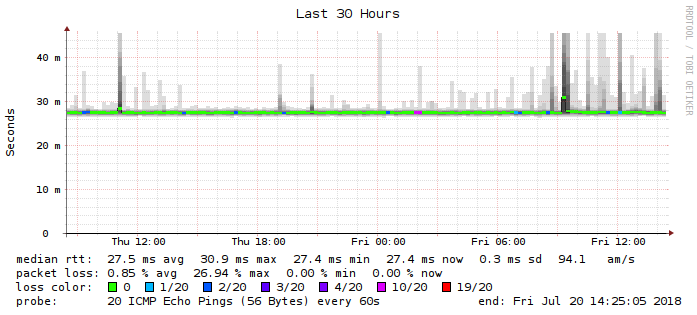 Last 30 Hours
RRDTOOL / TOBI OETIKER
Seconds
40 m
30 m
20 m
10 m
0
Thu 12:00 Thu 18:00 Fri 00:00 Fri 06:00 Fri 12:00
median rtt: 27.5 ms avg 30.9 ms max 27.4 ms min 27.4 ms now 0.3 ms sd 94.1 am/s
packet loss: 0.85 % avg 26.94 % max 0.00 % min 0.00 % now
loss color: 0 1/20 2/20 3/20 4/20 10/20 19/20
probe: 20 ICMP Echo Pings (56 Bytes) every 60s end: Fri Jul 20 14:25:05 2018